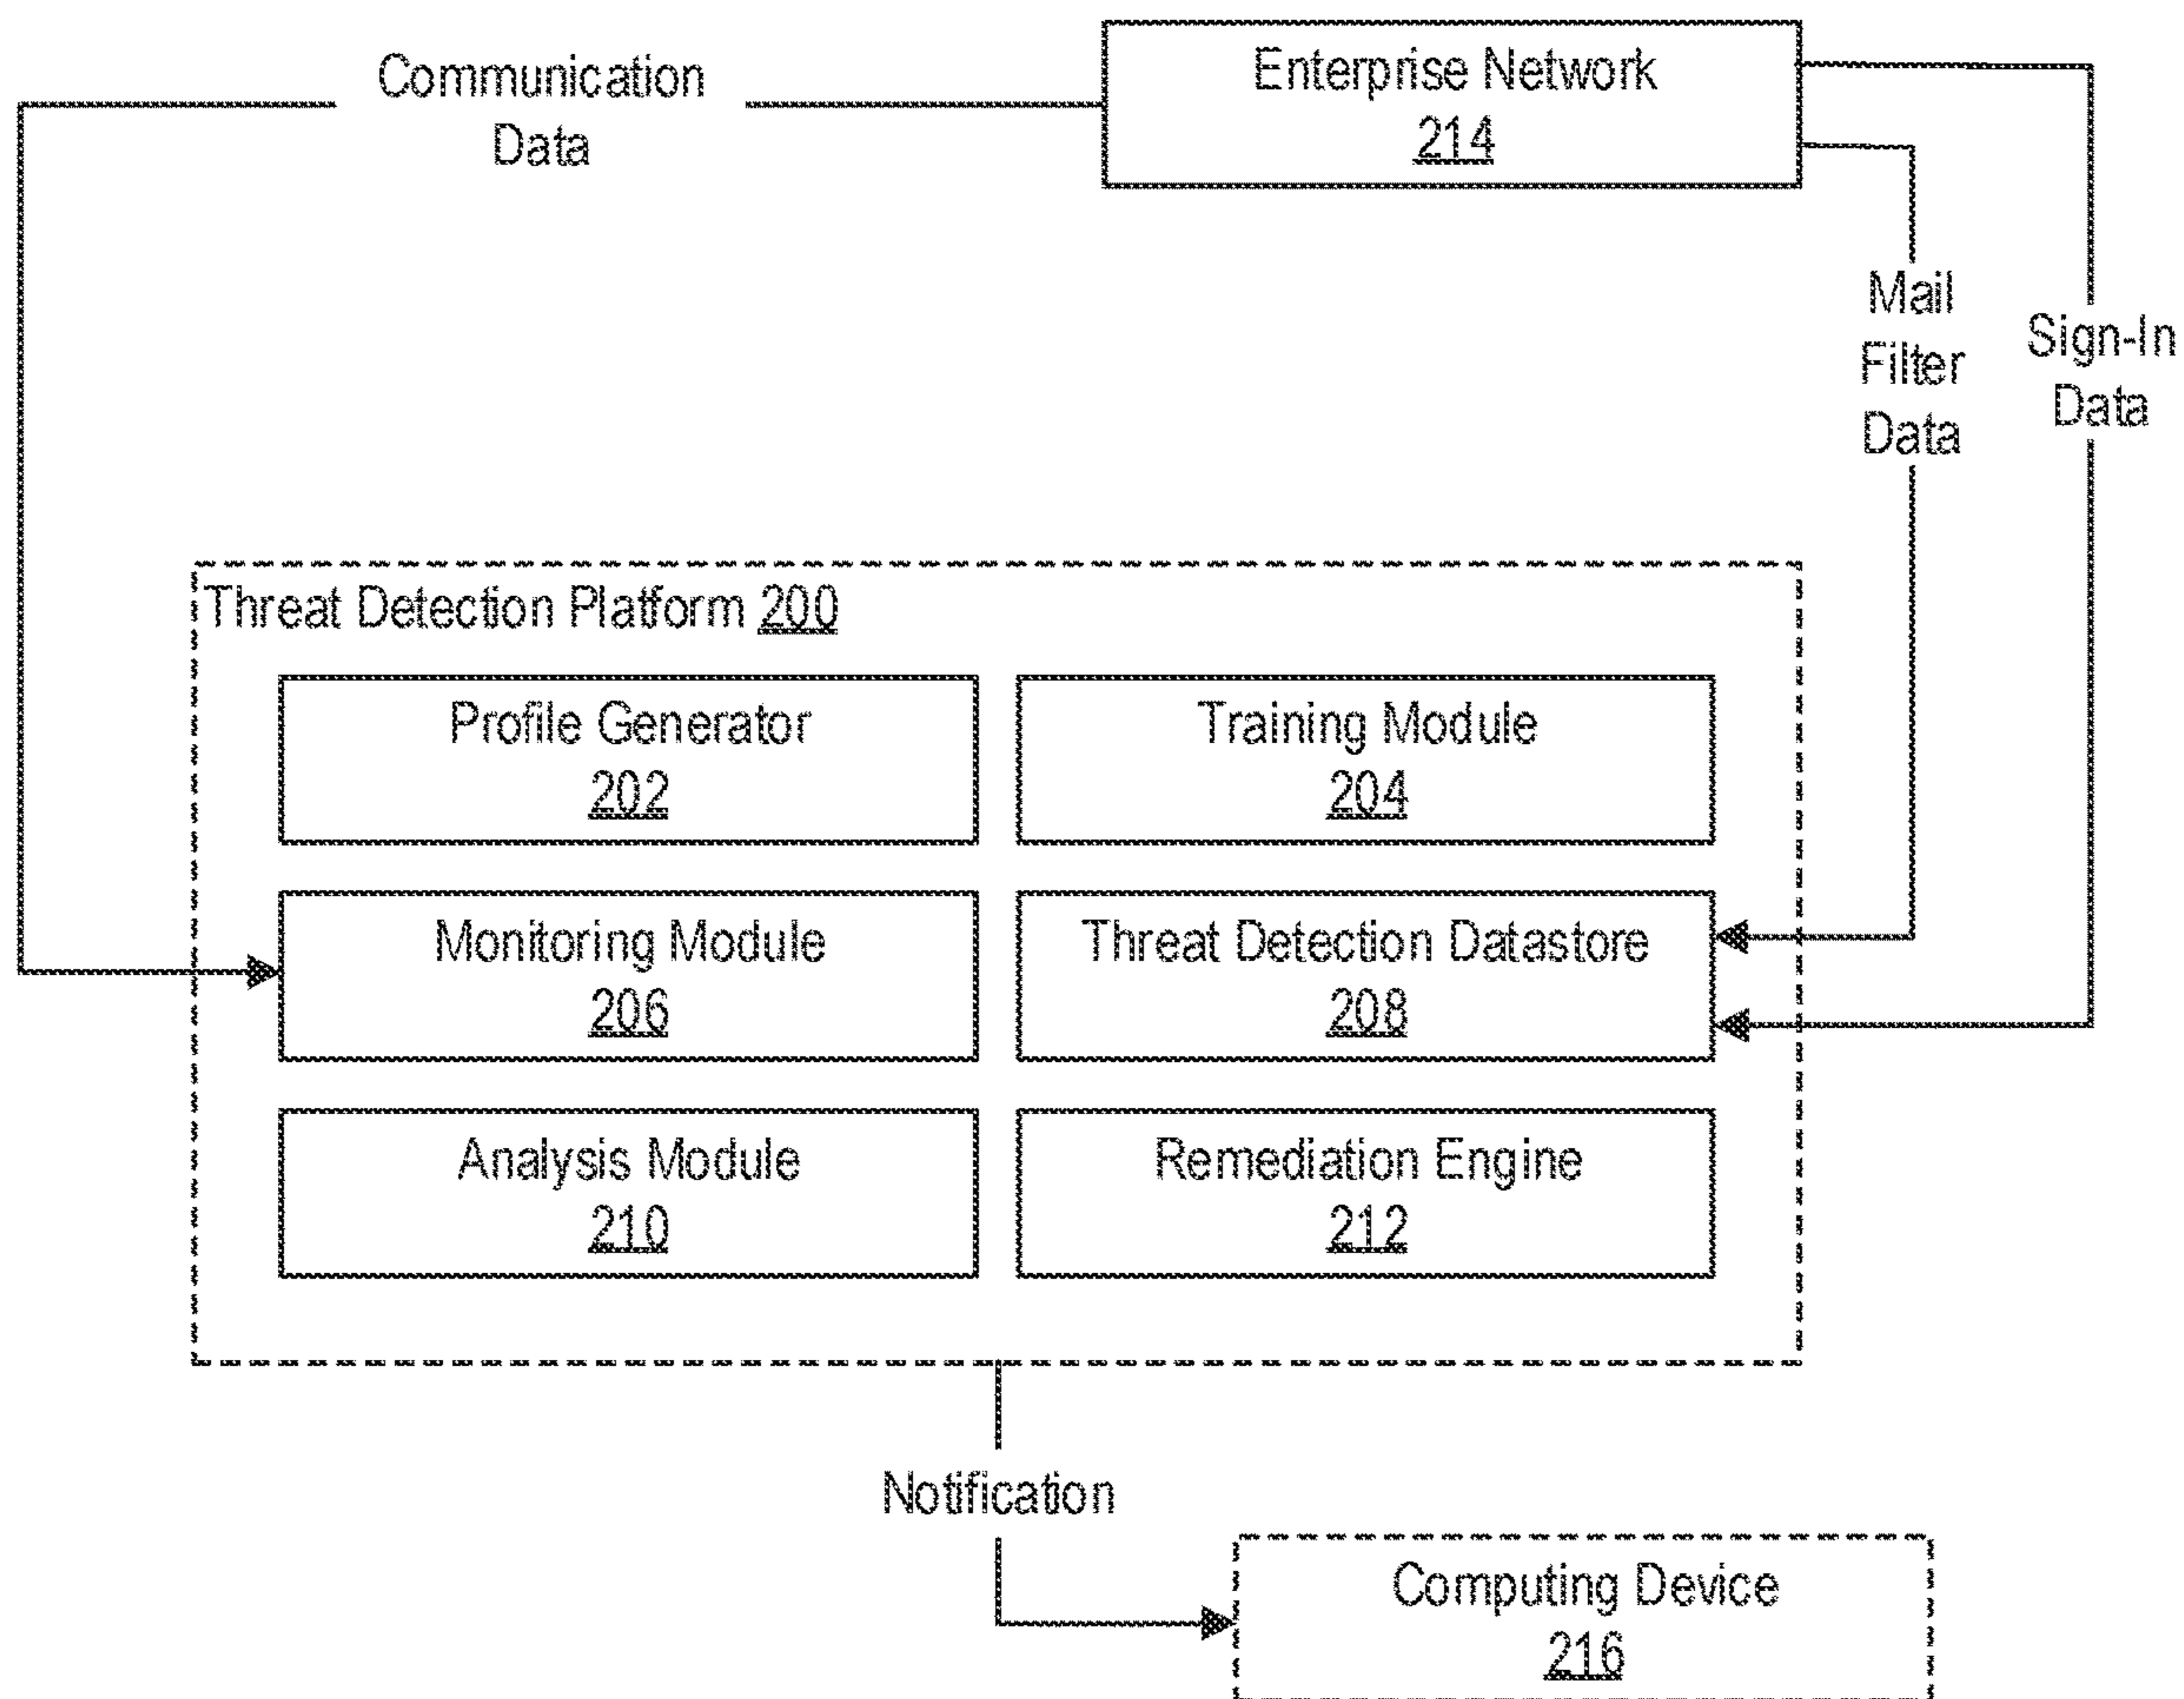 Communication
Data
Enterprise Network
214
Mail
Filter
Data
Sign-In
Data
Threat Detection Platform 200
Profile Generator
202
Training Module
204
Monitoring Module
206
Threat Detection Datastore
208
Analysis Module
210
Remediation Engine
212
Notification
Computing Device
216